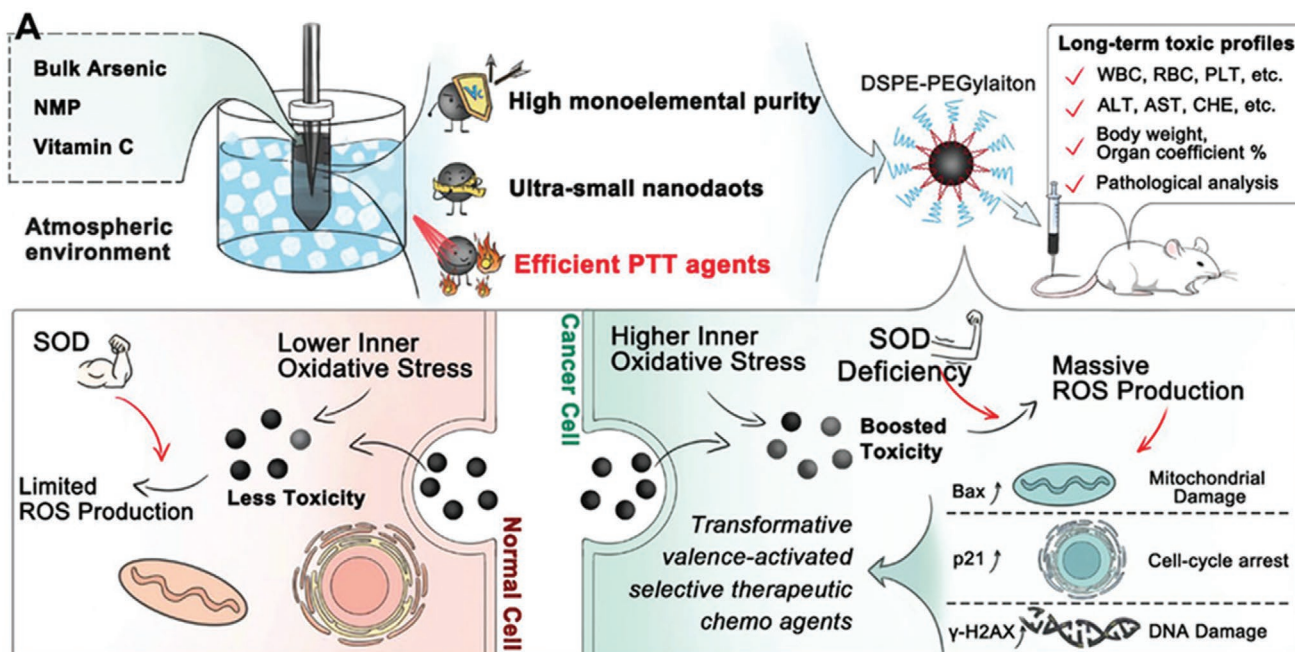 A
Bulk Arsenic
NMP
Vitamin C
Atmospheric
environment
Vc
High monoelemental purity
Ultra-small nanodaots
Efficient PTT agents
DSPE-PEGylaiton
Long-term toxic profiles
WBC, RBC, PLT, etc.
ALT, AST, CHE, etc.
Body weight,
Organ coefficient %
Pathological analysis
SOD
Lower Inner
Oxidative Stress
Less Toxicity
Limited
ROS Production
Normal Cell
Cancer Cell
Higher Inner
Oxidative Stress
SOD
Deficiency
Boosted
Toxicity
Massive
ROS Production
Transformative
valence-activated
selective therapeutic
chemo agents
Bax
Mitochondrial
Damage
p21
Cell-cycle arrest
γ-H2AX
DNA Damage